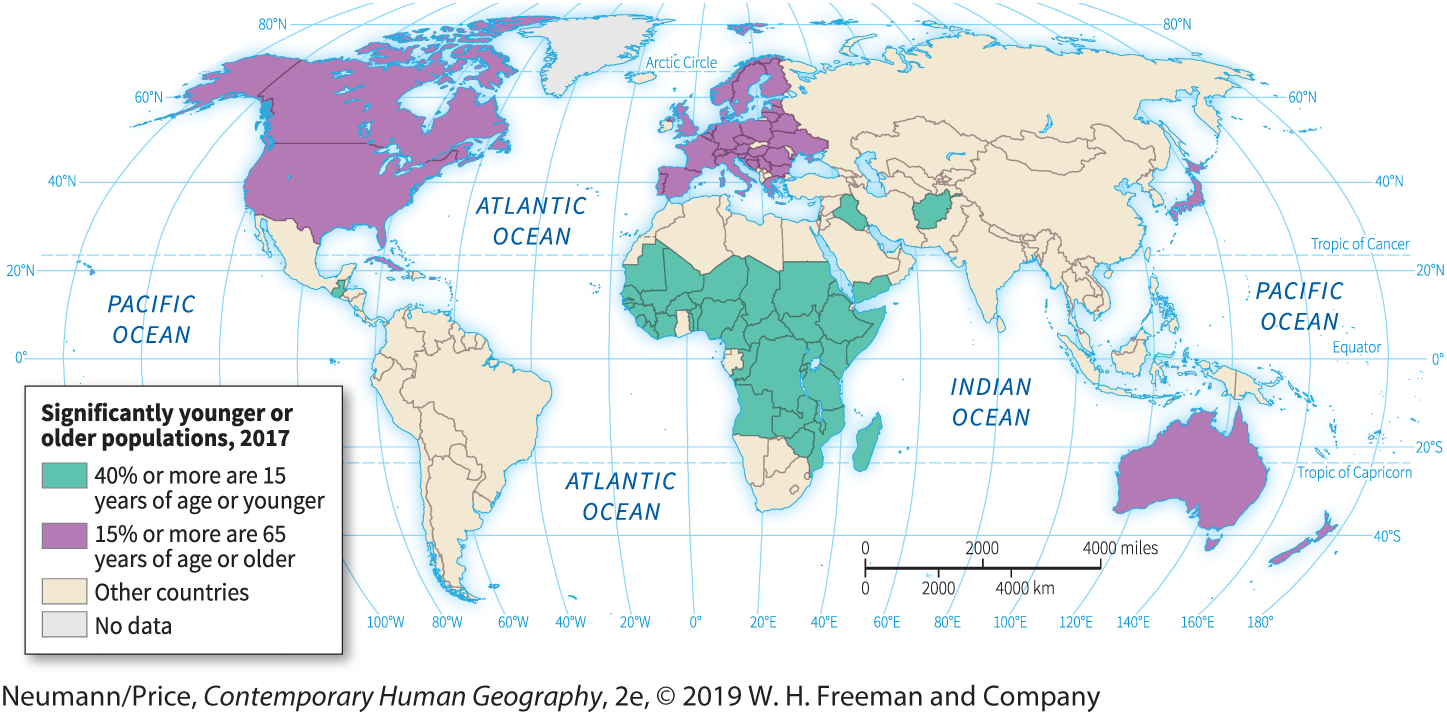 80°N
80°N
Arctic Circle
60°N
60°N
40°N
40°N
ATLANTIC
OCEAN
Tropic of Cancer
20°N
20°N
PACIFIC
OCEAN
PACIFIC
OCEAN
Equator
0°
0°
INDIAN
OCEAN
20°S
Tropic of Capricorn
ATLANTIC
OCEAN
40°S
Significantly younger or
older populations, 2017
40% or more are 15
years of age or younger
15% or more are 65
years of age or older
Other countries
No data
0 2000 4000 miles
0 2000 4000 km
100°W 80°W 60°W 40°W 20°W 0° 20°E 40°E 60°E 80°E 100°E 120°E 140°E 160°E 180°
Neumann/Price, Contemporary Human Geography, 2e, © 2019 W. H. Freeman and Company